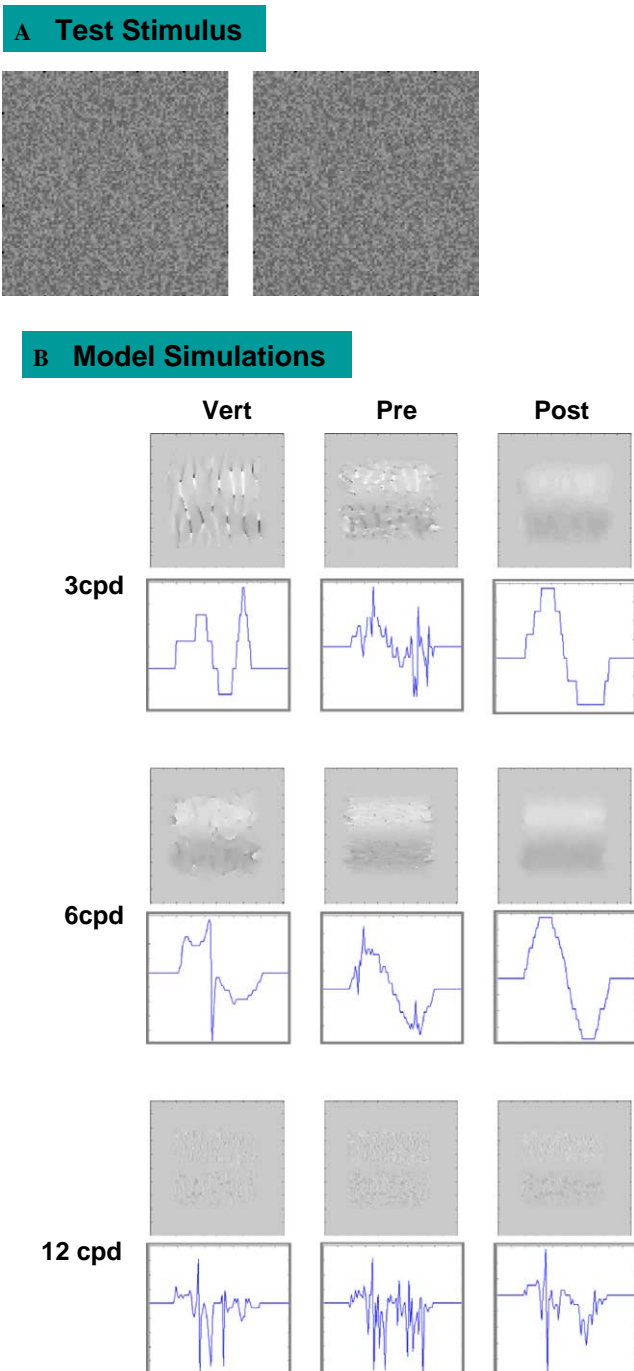 A Test Stimulus
B Model Simulations
Vert Pre Post
3cpd
6cpd
12 cpd